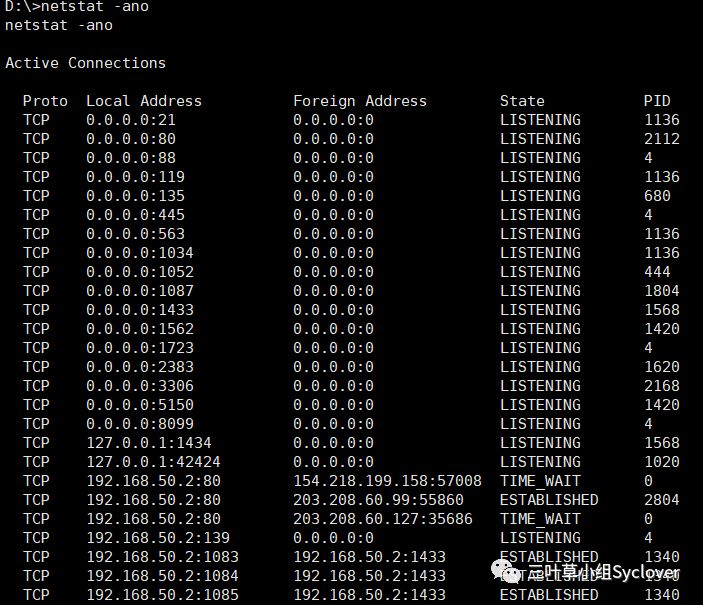 D:\>netstat -ano
netstat -ano
Active Connections
Proto Local Address Foreign Address State PID
TCP 0.0.0.0:21 0.0.0.0:0 LISTENING 1136
TCP 0.0.0.0:80 0.0.0.0:0 LISTENING 2112
TCP 0.0.0.0:88 0.0.0.0:0 LISTENING 4
TCP 0.0.0.0:119 0.0.0.0:0 LISTENING 1136
TCP 0.0.0.0:135 0.0.0.0:0 LISTENING 680
TCP 0.0.0.0:445 0.0.0.0:0 LISTENING 4
TCP 0.0.0.0:563 0.0.0.0:0 LISTENING 1136
TCP 0.0.0.0:1034 0.0.0.0:0 LISTENING 1136
TCP 0.0.0.0:1052 0.0.0.0:0 LISTENING 444
TCP 0.0.0.0:1087 0.0.0.0:0 LISTENING 1804
TCP 0.0.0.0:1433 0.0.0.0:0 LISTENING 1568
TCP 0.0.0.0:1562 0.0.0.0:0 LISTENING 1420
TCP 0.0.0.0:1723 0.0.0.0:0 LISTENING 4
TCP 0.0.0.0:2383 0.0.0.0:0 LISTENING 1620
TCP 0.0.0.0:3306 0.0.0.0:0 LISTENING 2168
TCP 0.0.0.0:5150 0.0.0.0:0 LISTENING 1420
TCP 0.0.0.0:8099 0.0.0.0:0 LISTENING 4
TCP 127.0.0.1:1434 0.0.0.0:0 LISTENING 1568
TCP 127.0.0.1:42424 0.0.0.0:0 LISTENING 1020
TCP 192.168.50.2:80 154.218.199.158:57008 TIME_WAIT 0
TCP 192.168.50.2:80 203.208.60.99:55860 ESTABLISHED 2804
TCP 192.168.50.2:80 203.208.60.127:35686 TIME_WAIT 0
TCP 192.168.50.2:139 0.0.0.0:0 LISTENING 4
TCP 192.168.50.2:1083 192.168.50.2:1433 ESTABLISHED 1340
TCP 192.168.50.2:1084 192.168.50.2:1433 ESTABLISHED 1340
三叶草小组Syclover
TCP 192.168.50.2:1085 192.168.50.2:1433 ESTABLISHED 1340